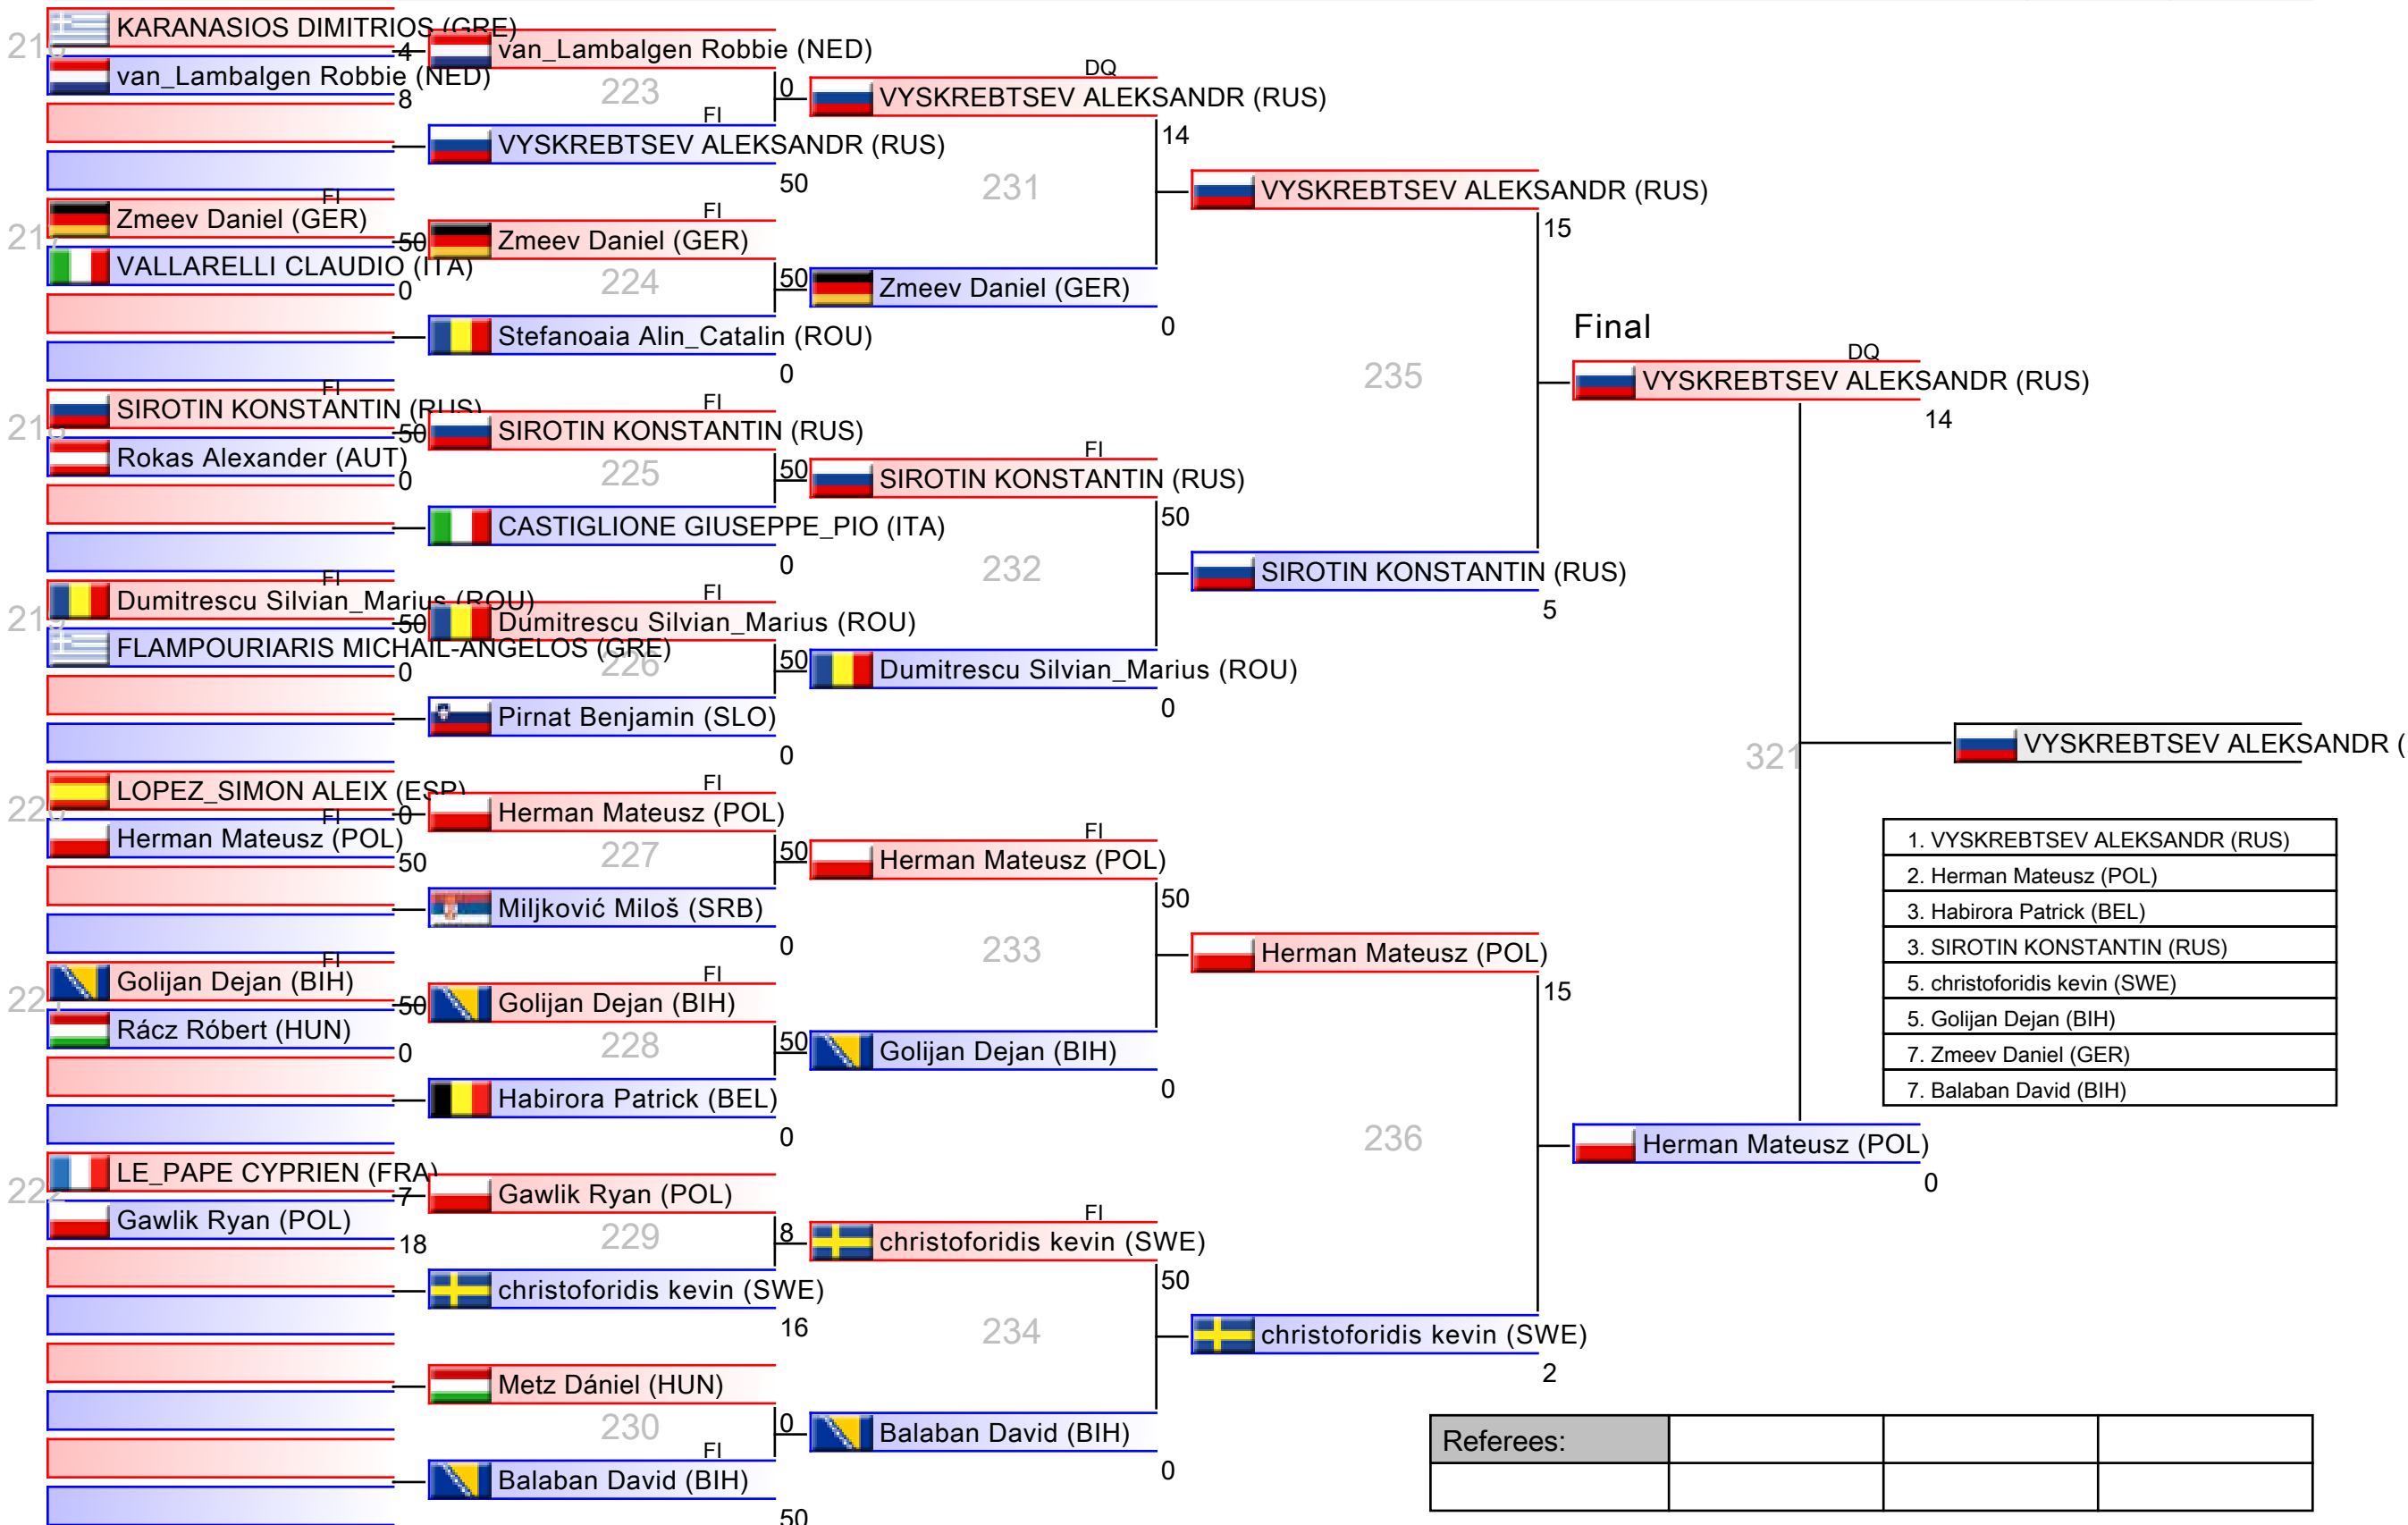 KARANASIOS DIMITRIOS (GRE)
4
van_Lambalgen Robbie (NED)
8
FI
Zmeev Daniel (GER)
50
VALLARELLI CLAUDIO (ITA)
0
FI
SIROTIN KONSTANTIN (RUS)
50
Rokas Alexander (AUT)
0
FI
Dumitrescu Silvian_Marius (ROU)
50
FLAMPOURIARIS MICHAIL-ANGELOS (GRE)
0
LOPEZ_SIMON ALEIX (ESP)
0
FI
Herman Mateusz (POL)
50
FI
Golijan Dejan (BIH)
50
Rácz Róbert (HUN)
0
LE_PAPE CYPRIEN (FRA)
7
Gawlik Ryan (POL)
18
van_Lambalgen Robbie (NED)
0
223
FI
VYSKREBTSEV ALEKSANDR (RUS)
50
FI
Zmeev Daniel (GER)
50
224
Stefanoaia Alin_Catalin (ROU)
0
FI
SIROTIN KONSTANTIN (RUS)
50
225
CASTIGLIONE GIUSEPPE_PIO (ITA)
0
FI
Dumitrescu Silvian_Marius (ROU)
50
226
Pirnat Benjamin (SLO)
0
FI
Herman Mateusz (POL)
50
227
Miljković Miloš (SRB)
0
FI
Golijan Dejan (BIH)
50
228
Habirora Patrick (BEL)
0
Gawlik Ryan (POL)
8
229
christoforidis kevin (SWE)
16
Metz Dániel (HUN)
0
230
FI
Balaban David (BIH)
50
DQ
VYSKREBTSEV ALEKSANDR (RUS)
14
231
Zmeev Daniel (GER)
0
FI
SIROTIN KONSTANTIN (RUS)
50
232
Dumitrescu Silvian_Marius (ROU)
0
FI
Herman Mateusz (POL)
50
233
Golijan Dejan (BIH)
0
FI
christoforidis kevin (SWE)
50
234
Balaban David (BIH)
0
VYSKREBTSEV ALEKSANDR (RUS)
15
235
SIROTIN KONSTANTIN (RUS)
5
Herman Mateusz (POL)
15
236
christoforidis kevin (SWE)
2
Final
DQ
VYSKREBTSEV ALEKSANDR (RUS)
14
321
Herman Mateusz (POL)
0
VYSKREBTSEV ALEKSANDR (
1. VYSKREBTSEV ALEKSANDR (RUS)
2. Herman Mateusz (POL)
3. Habirora Patrick (BEL)
3. SIROTIN KONSTANTIN (RUS)
5. christoforidis kevin (SWE)
5. Golijan Dejan (BIH)
7. Zmeev Daniel (GER)
7. Balaban David (BIH)
Referees: